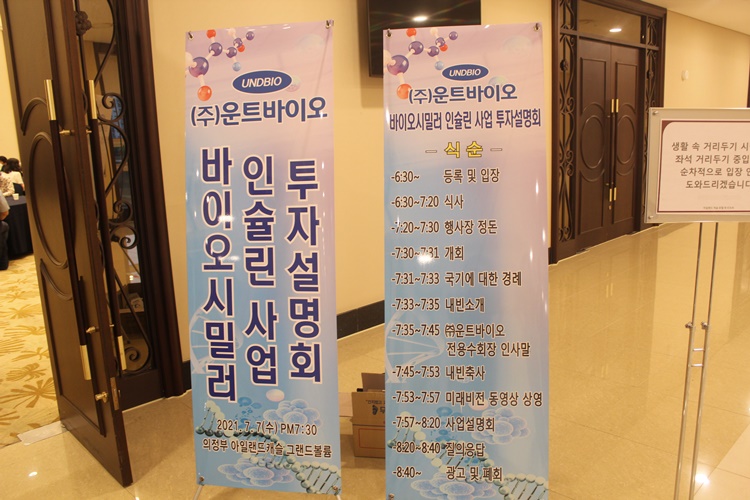 UNDBIO
(주)운트바이오
바이오시밀러
인슐린 사업
투자설명회
2021. 7. 7(수) PM7:30
의정부 아일랜드캐슬 그랜드볼륨
UNDBIO
(주)운트바이오
바이오시밀러 인슐린 사업 투자설명회
— 식 순 —
-6:30~ 등록 및 입장
-6:30~7:20 식사
-7:20~7:30 행사장 정돈
-7:30~7:31 개회
-7:31~7:33 국기에 대한 경례
-7:33~7:35 내빈소개
-7:35~7:45 ㈜운트바이오
전용수회장 인사말
-7:45~7:53 내빈축사
-7:53~7:57 미래비전 동영상 상영
-7:57~8:20 사업설명회
-8:20~8:40 질의응답
-8:40~ 광고 및 폐회
생활 속 거리두기 시
좌석 거리두기 중입
순차적으로 입장 인
도와드리겠습니다